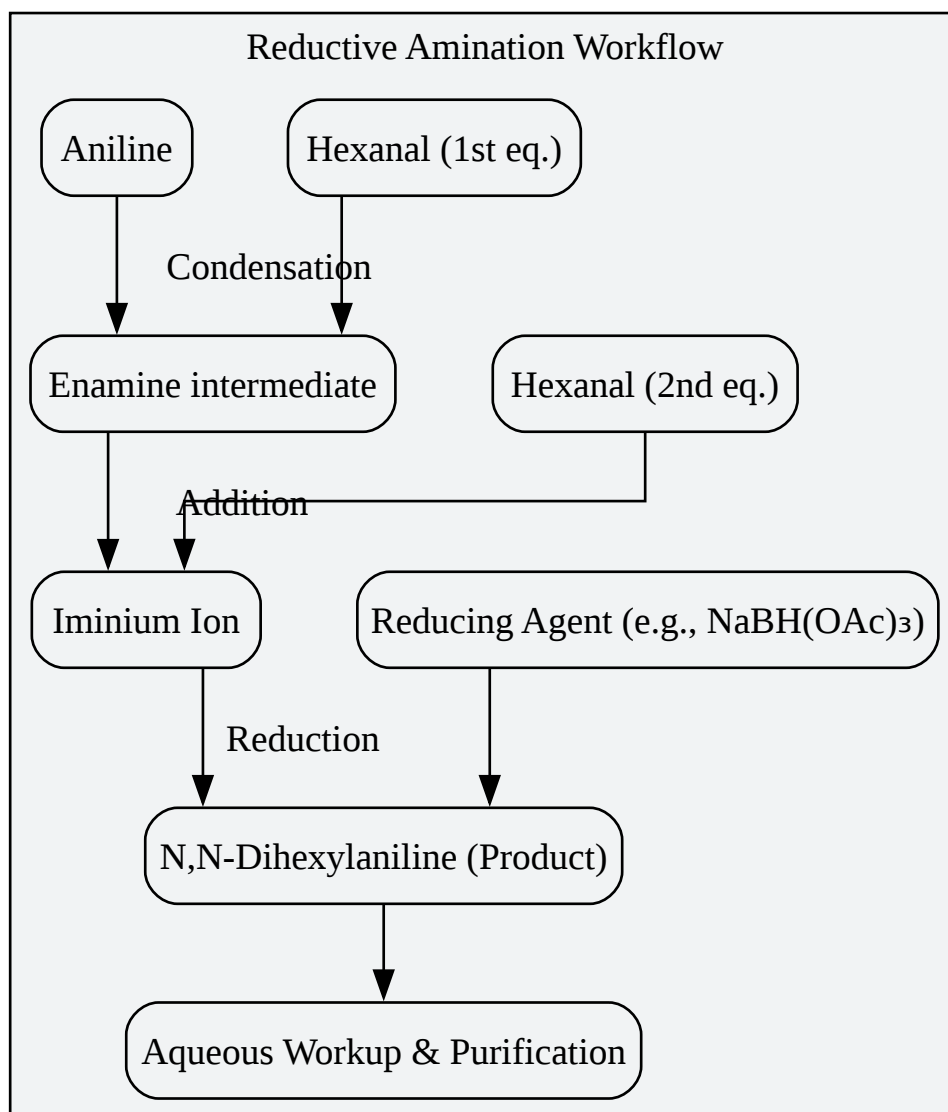 Reductive Amination Workflow
Aniline
Hexanal (1st eq.)
Condensation
Enamine intermediate
Hexanal (2nd eq.)
Addition
Iminium Ion
Reducing Agent (e.g., NaBH(OAc)₃)
Reduction
N,N-Dihexylaniline (Product)
Aqueous Workup & Purification